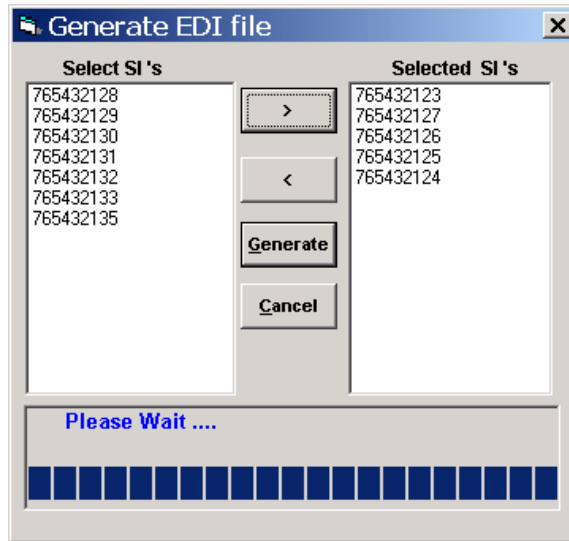 Generate EDI file
Select SI 's
765432128
765432129
765432130
765432131
765432132
765432133
765432135
>
<
Generate
Cancel
Selected SI 's
765432123
765432127
765432126
765432125
765432124
Please Wait ....